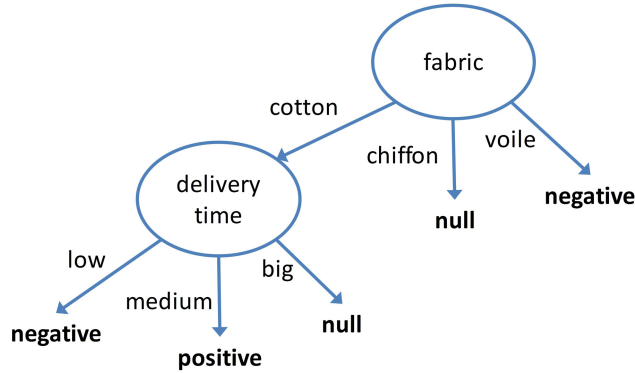 fabric
cotton
chiffon
voile
delivery
time
null
negative
low
medium
big
negative
positive
null